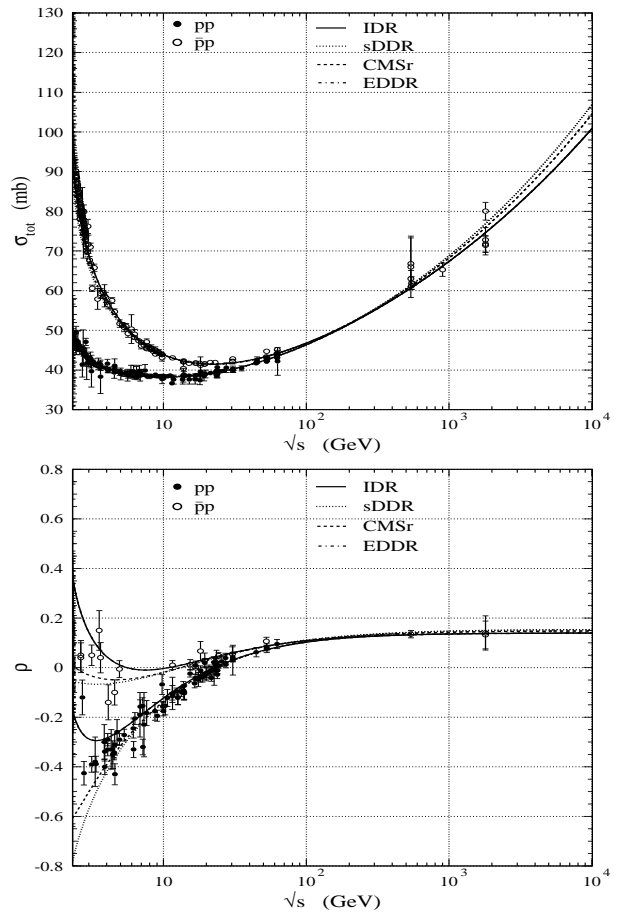 130
120
110
100
90
80
70
60
50
40
30
σtot (mb)
pp
p̄p
IDR
sDDR
CMSr
EDDR
10 10² 10³ 10⁴
√s (GeV)
0.8
0.6
0.4
0.2
0
-0.2
-0.4
-0.6
-0.8
ρ
pp
p̄p
IDR
sDDR
CMSr
EDDR
10 10² 10³ 10⁴
√s (GeV)